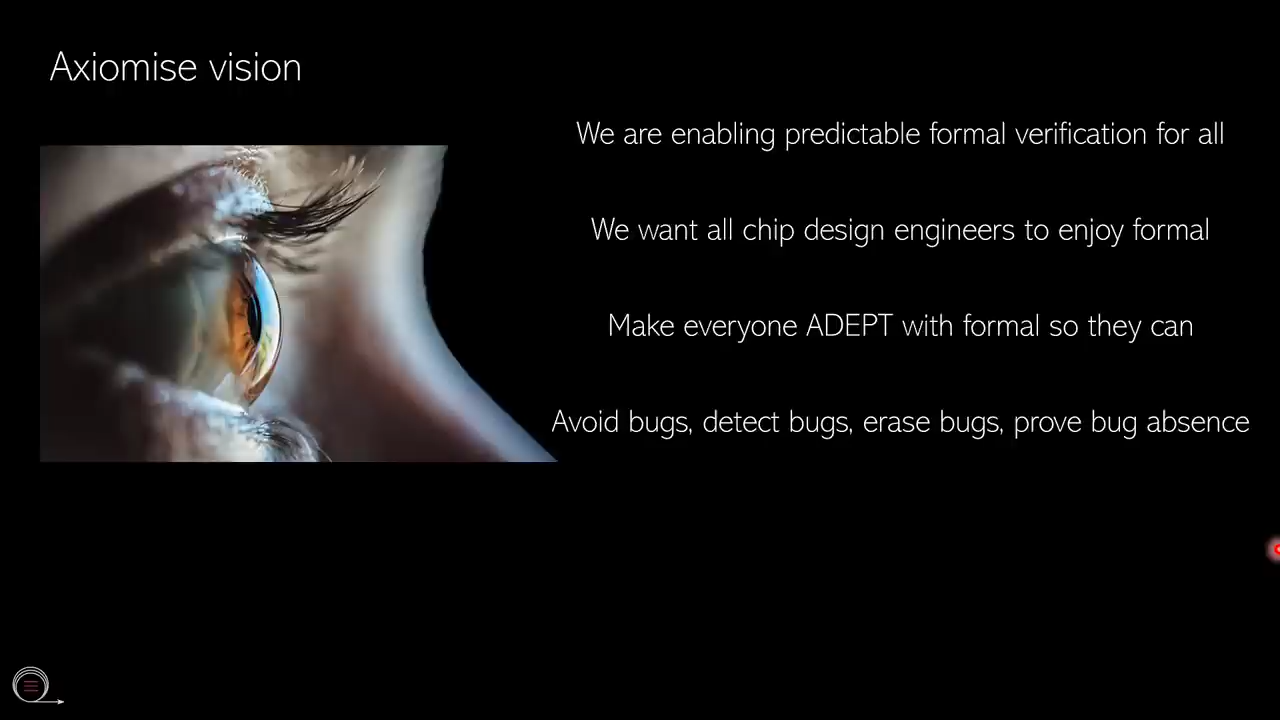 Axiomise vision
We are enabling predictable formal verification for all
We want all chip design engineers to enjoy formal
Make everyone ADEPT with formal so they can
Avoid bugs, detect bugs, erase bugs, prove bug absence